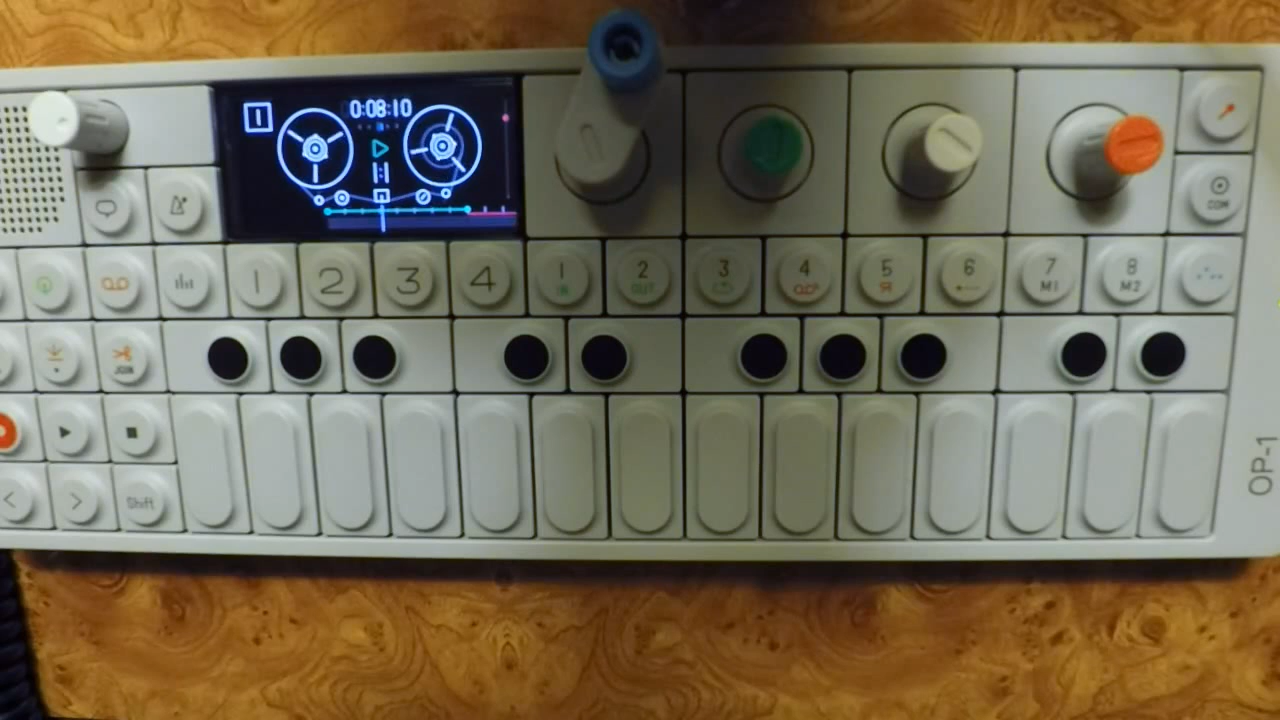 1
0:08:10
COM
1 2 3 4
1 IN
2 OUT
3
4
5 Я
6
7 M1
8 M2
JOIN
Shift
OP-1